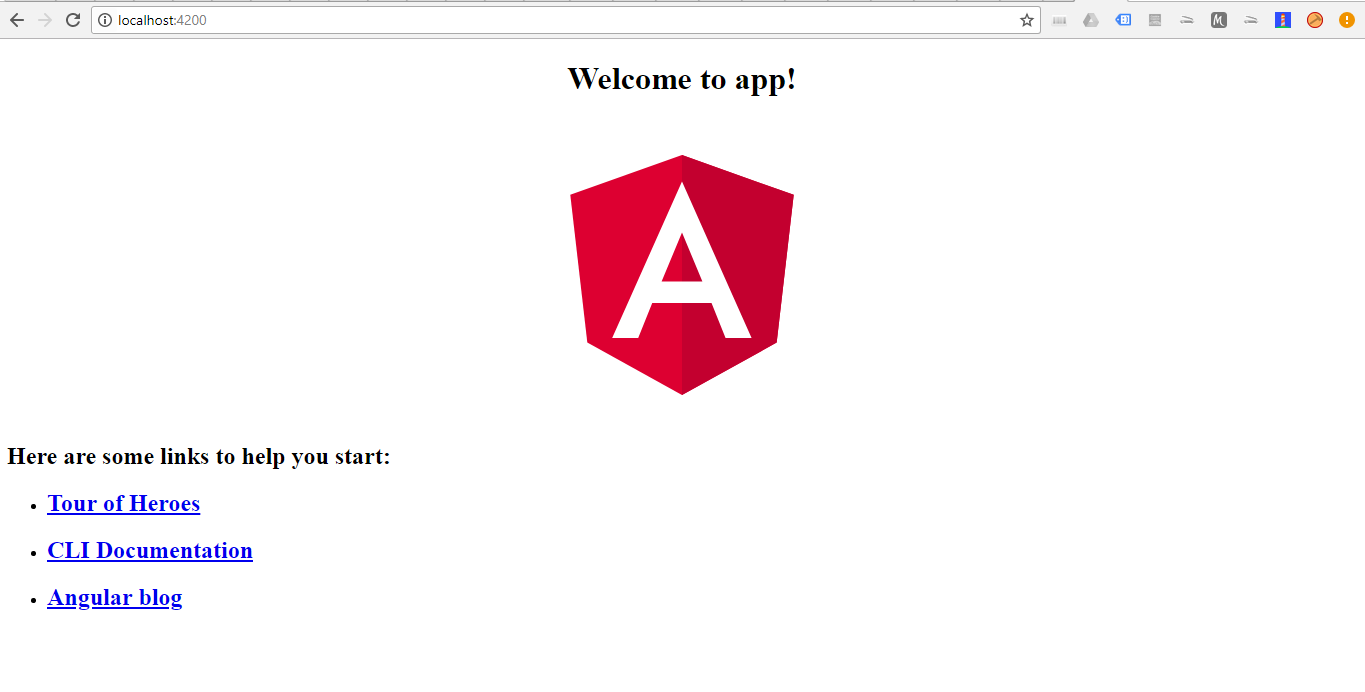 localhost:4200
Welcome to app!
A
Here are some links to help you start:
Tour of Heroes
CLI Documentation
Angular blog